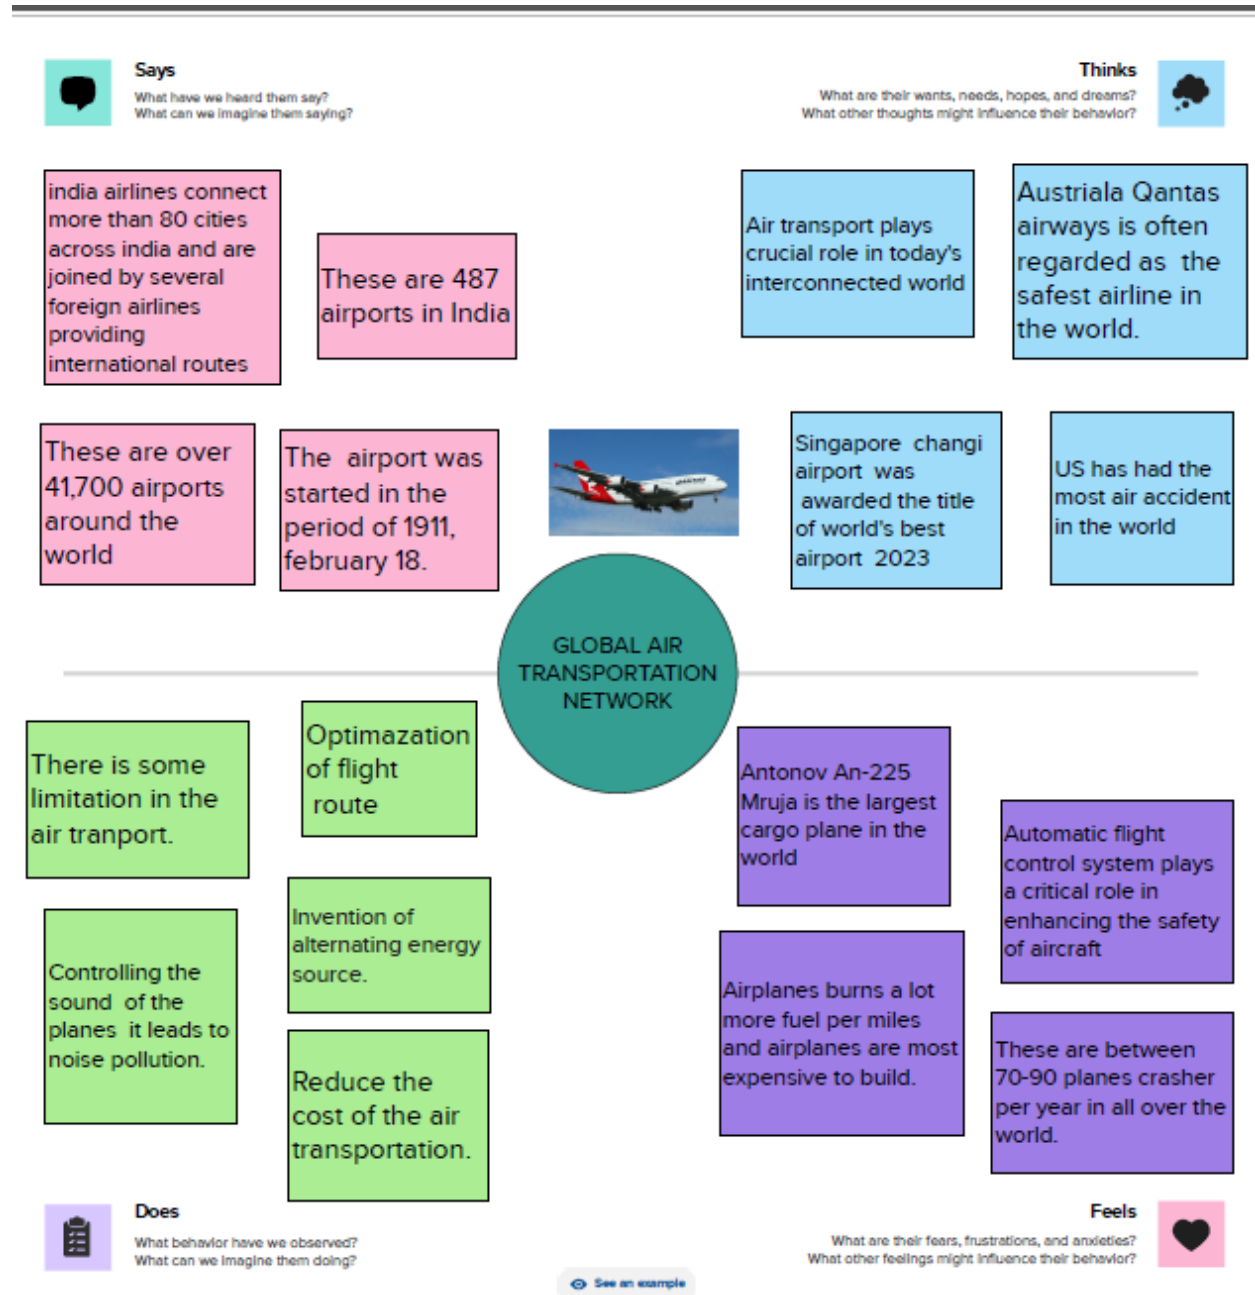 Says
What have we heard them say?
What can we imagine them saying?
Thinks
What are their wants, needs, hopes, and dreams?
What other thoughts might influence their behavior?
india airlines connect
more than 80 cities
across india and are
joined by several
foreign airlines
providing
international routes
These are 487
airports in India
Air transport plays
crucial role in today's
interconnected world
Austriala Qantas
airways is often
regarded as the
safest airline in
the world.
These are over
41,700 airports
around the
world
The airport was
started in the
period of 1911,
february 18.
Singapore changi
airport was
awarded the title
of world's best
airport 2023
US has had the
most air accident
in the world
GLOBAL AIR
TRANSPORTATION
NETWORK
There is some
limitation in the
air tranport.
Optimazation
of flight
route
Controlling the
sound of the
planes it leads to
noise pollution.
Invention of
alternating energy
source.
Reduce the
cost of the air
transportation.
Antonov An-225
Mruja is the largest
cargo plane in the
world
Automatic flight
control system plays
a critical role in
enhancing the safety
of aircraft
Airplanes burns a lot
more fuel per miles
and airplanes are most
expensive to build.
These are between
70-90 planes crasher
per year in all over the
world.
Does
What behavior have we observed?
What can we imagine them doing?
Feels
What are their fears, frustrations, and anxieties?
What other feelings might influence their behavior?
See an example